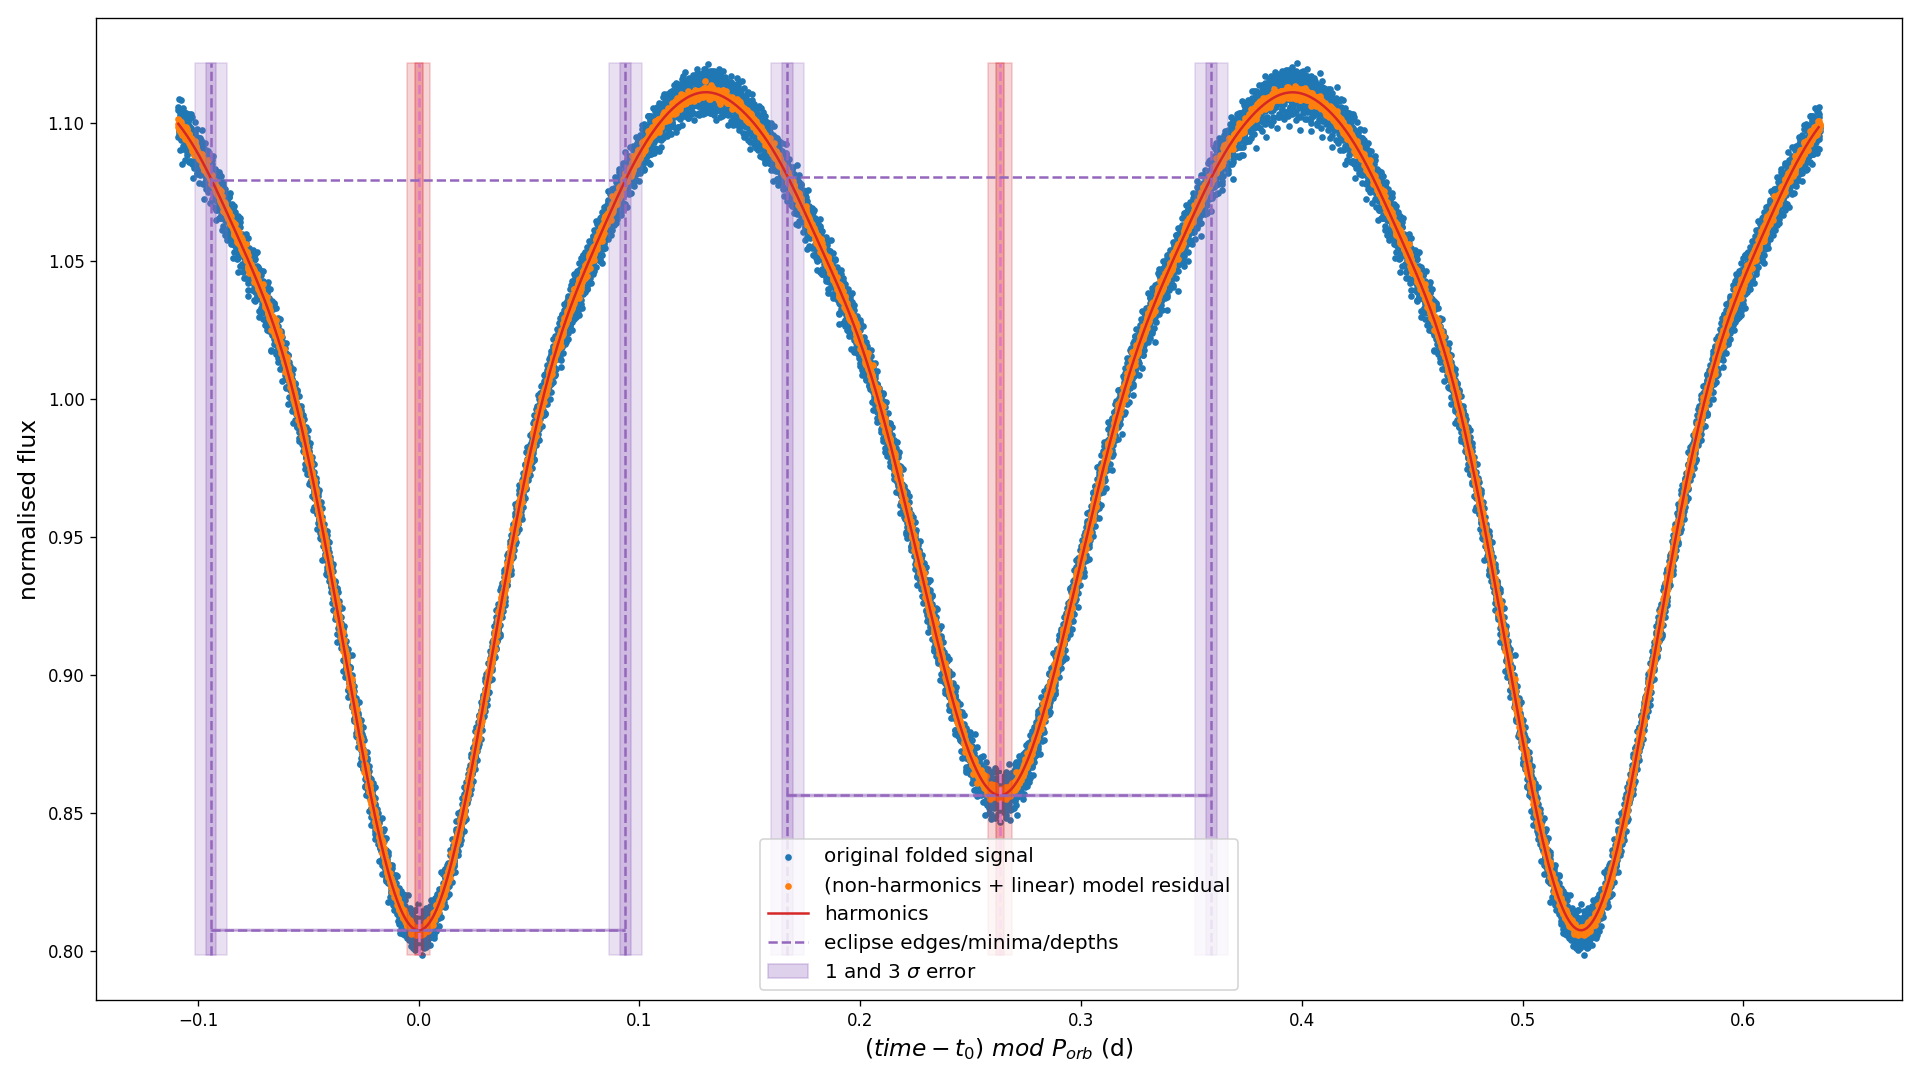 normalised flux
1.10
1.05
1.00
0.95
0.90
0.85
0.80
original folded signal
(non-harmonics + linear) model residual
harmonics
eclipse edges/minima/depths
1 and 3 σ error
−0.1 0.0 0.1 0.2 0.3 0.4 0.5 0.6
(time − t₀) mod Pₒᵣb (d)